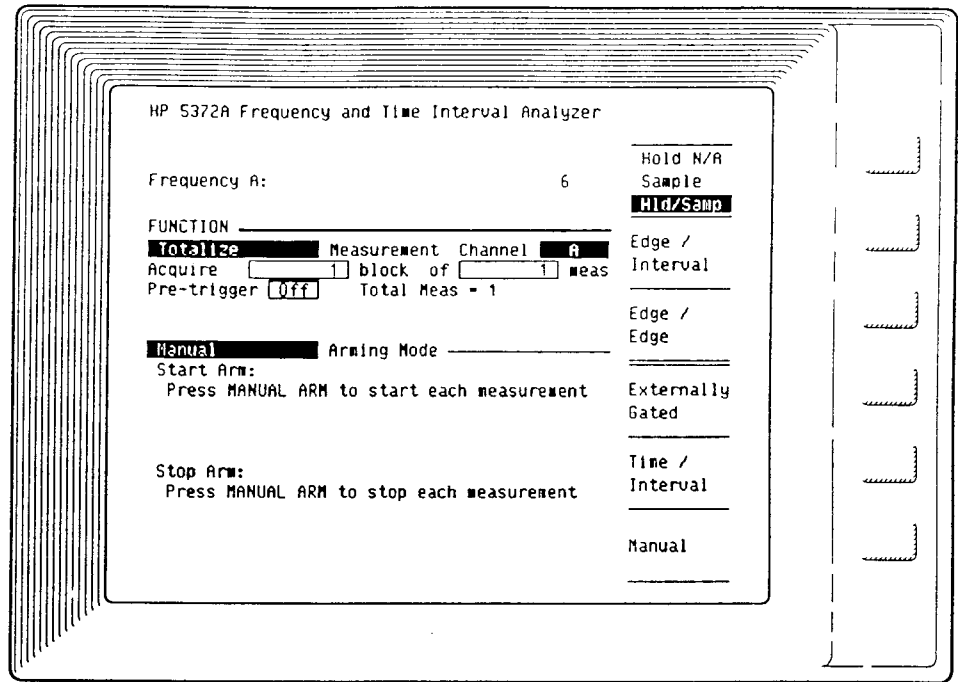 HP 5372A Frequency and Time Interval Analyzer
Frequency A: 6
FUNCTION
Totalize Measurement Channel A
Acquire 1 block of 1 meas
Pre-trigger Off Total Meas = 1
Manual Arming Mode
Start Arm:
Press MANUAL ARM to start each measurement
Stop Arm:
Press MANUAL ARM to stop each measurement
Hold N/A
Sample
Hld/Samp
Edge /
Interval
Edge /
Edge
Externally
Gated
Time /
Interval
Manual